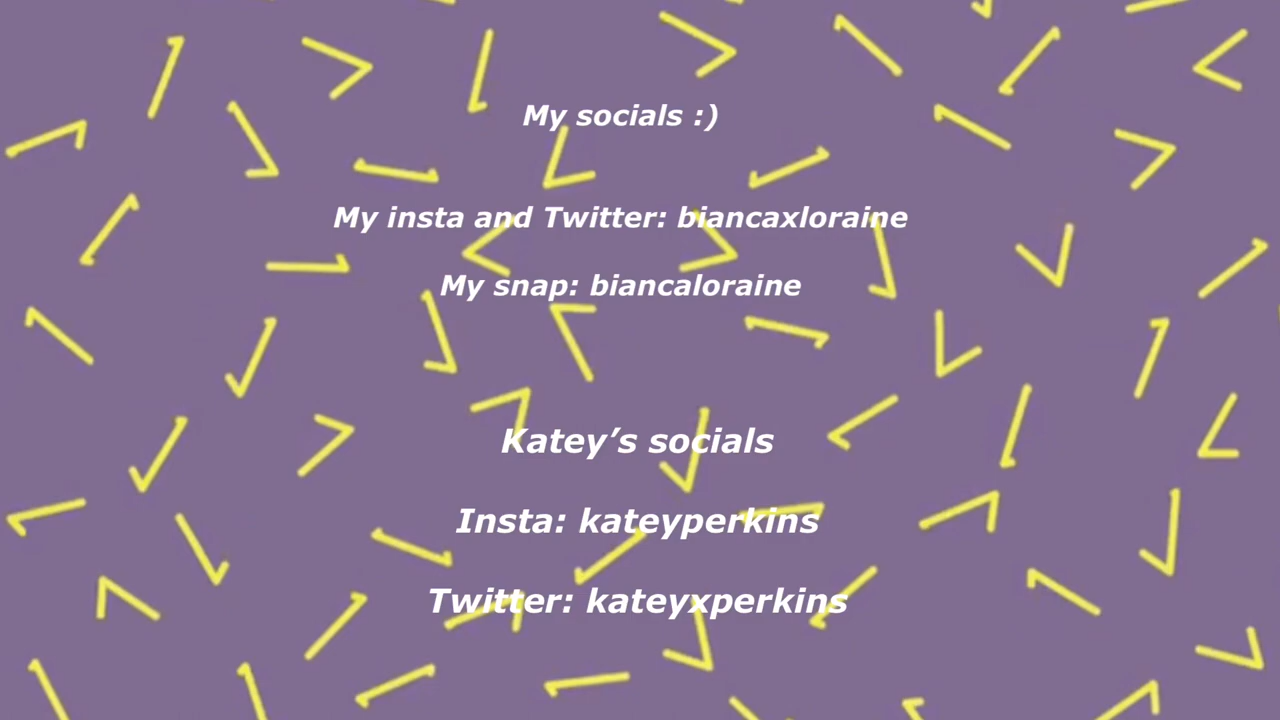 My socials :)
My insta and Twitter: biancaxloraine
My snap: biancaloraine
Katey’s socials
Insta: kateyperkins
Twitter: kateyxperkins